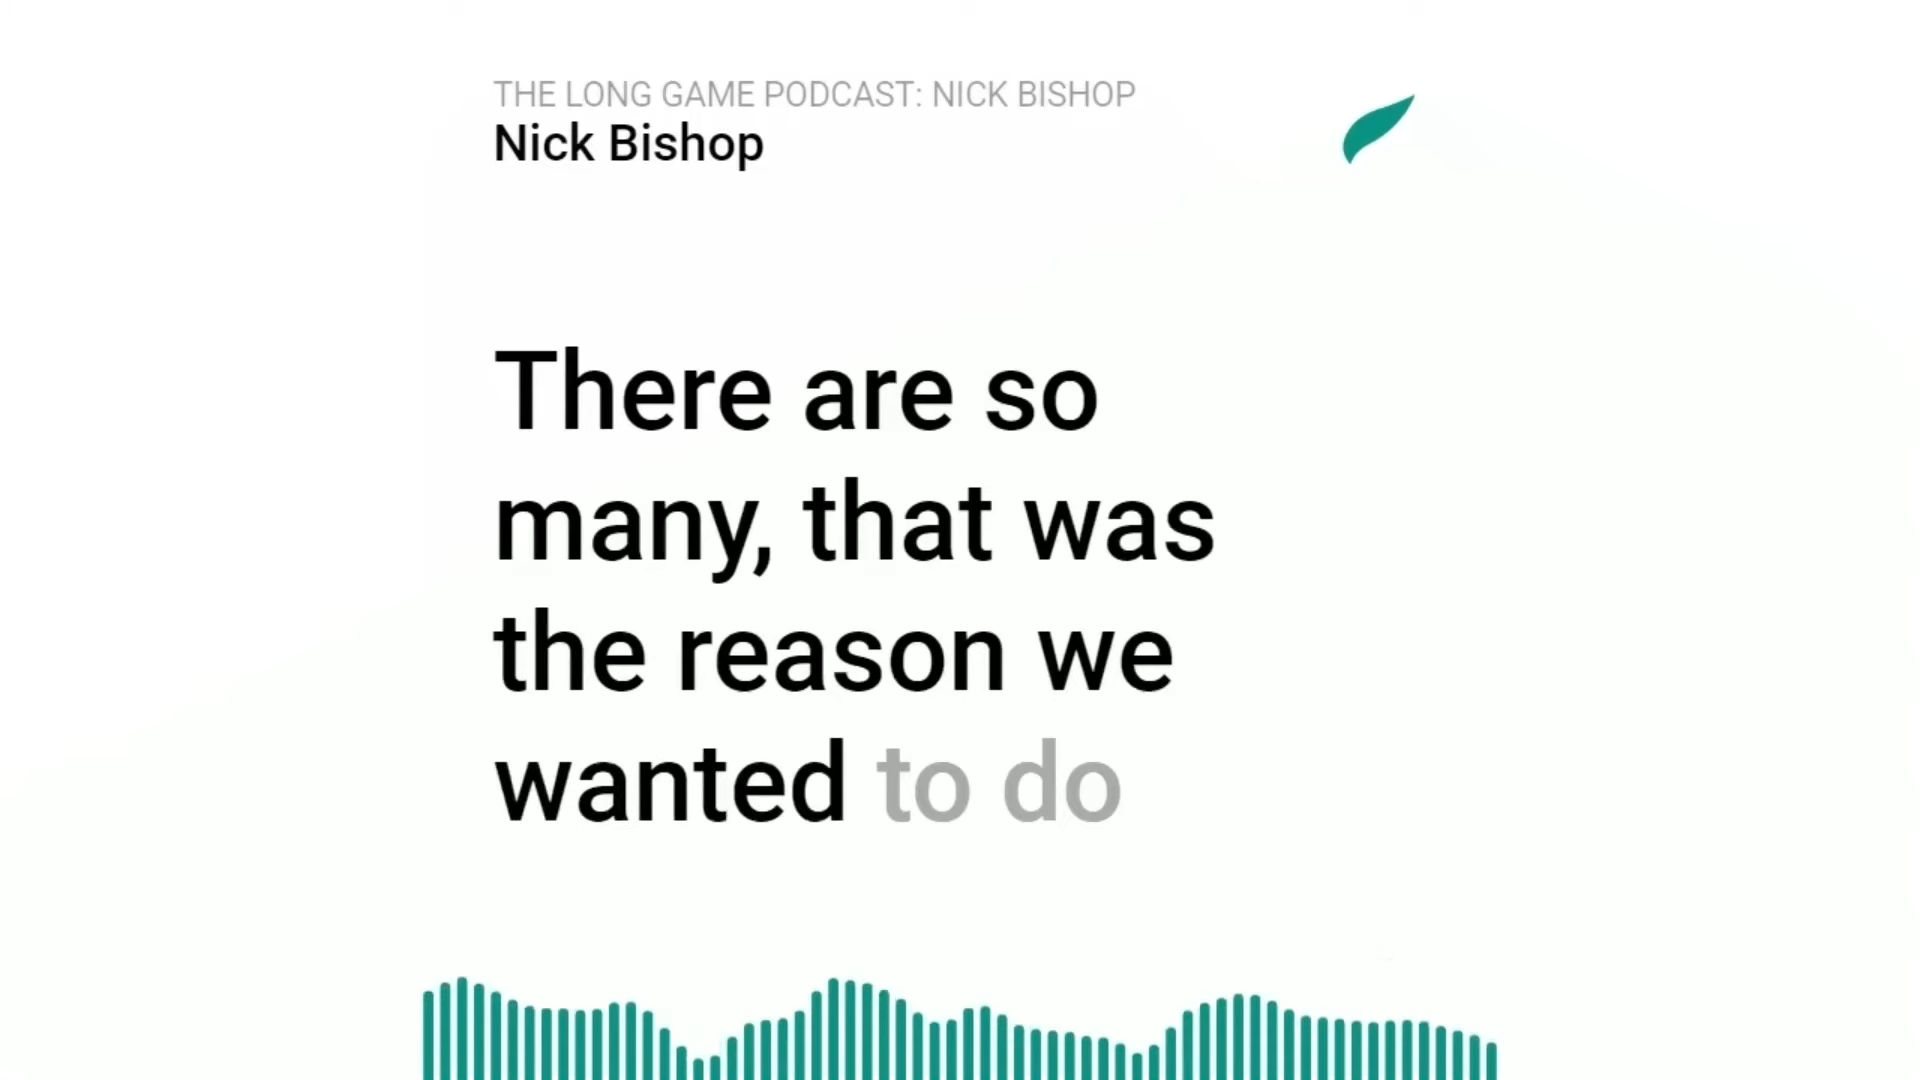 THE LONG GAME PODCAST: NICK BISHOP
Nick Bishop
There are so
many, that was
the reason we
wanted to do